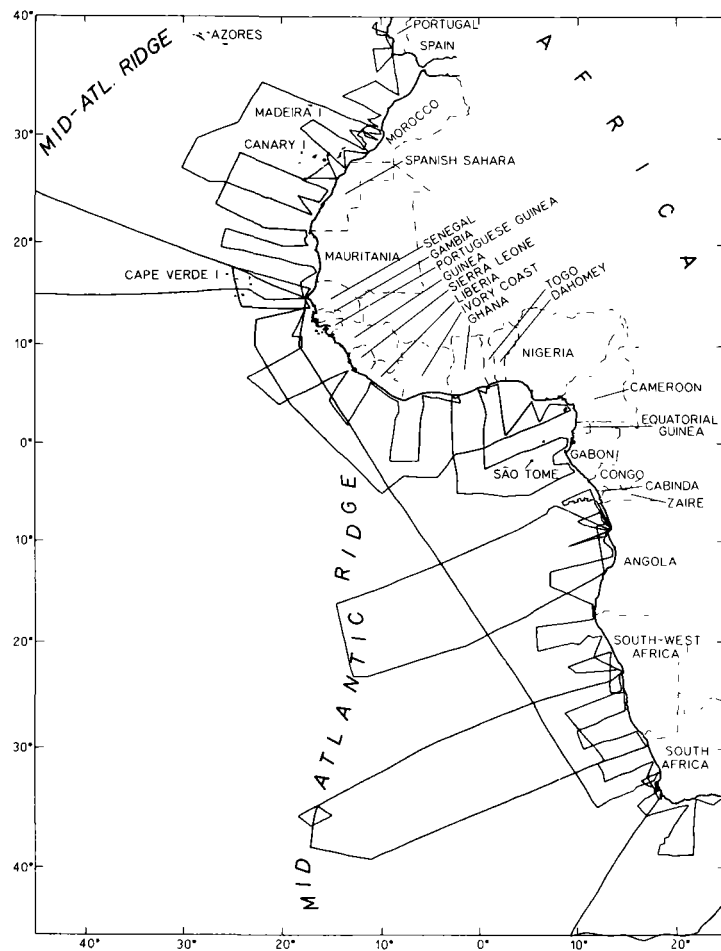 40°
PORTUGAL
AZORES
SPAIN
AFRICA
MID-ATL. RIDGE
MADEIRA I
30°
MOROCCO
CANARY I
SPANISH SAHARA
20°
SENEGAL
GAMBIA
PORTUGUESE GUINEA
GUINEA
SIERRA LEONE
LIBERIA
IVORY COAST
GHANA
TOGO
DAHOMEY
MAURITANIA
CAPE VERDE I
10°
NIGERIA
CAMEROON
0°
EQUATORIAL
GUINEA
GABON
SÃO TOME
CONGO
CABINDA
ZAIRE
10°
ANGOLA
20°
SOUTH-WEST
AFRICA
MID ATLANTIC RIDGE
30°
SOUTH
AFRICA
40°
40° 30° 20° 10° 0° 10° 20°